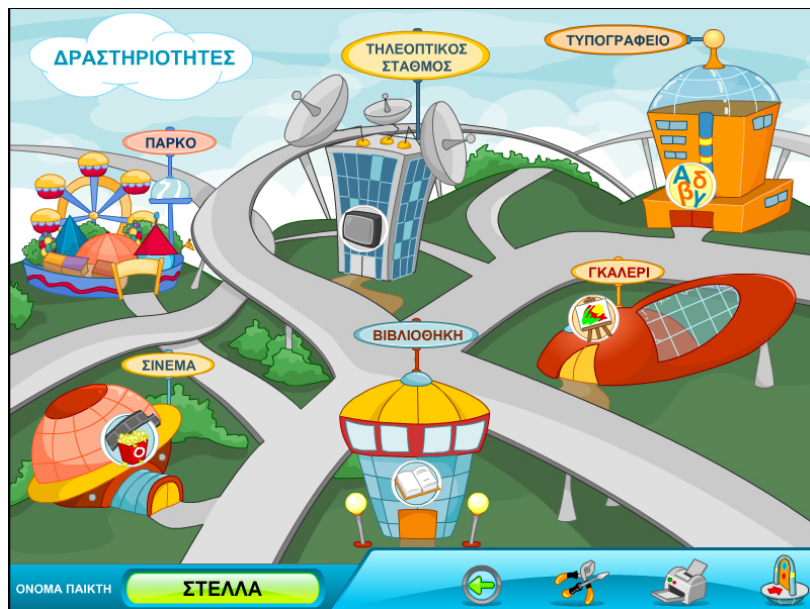 ΔΡΑΣΤΗΡΙΟΤΗΤΕΣ
ΤΗΛΕΟΠΤΙΚΟΣ
ΣΤΑΘΜΟΣ
ΤΥΠΟΓΡΑΦΕΙΟ
ΠΑΡΚΟ
Α
δ
β
γ
ΓΚΑΛΕΡΙ
ΒΙΒΛΙΟΘΗΚΗ
ΣΙΝΕΜΑ
ΟΝΟΜΑ ΠΑΙΚΤΗ
ΣΤΕΛΛΑ